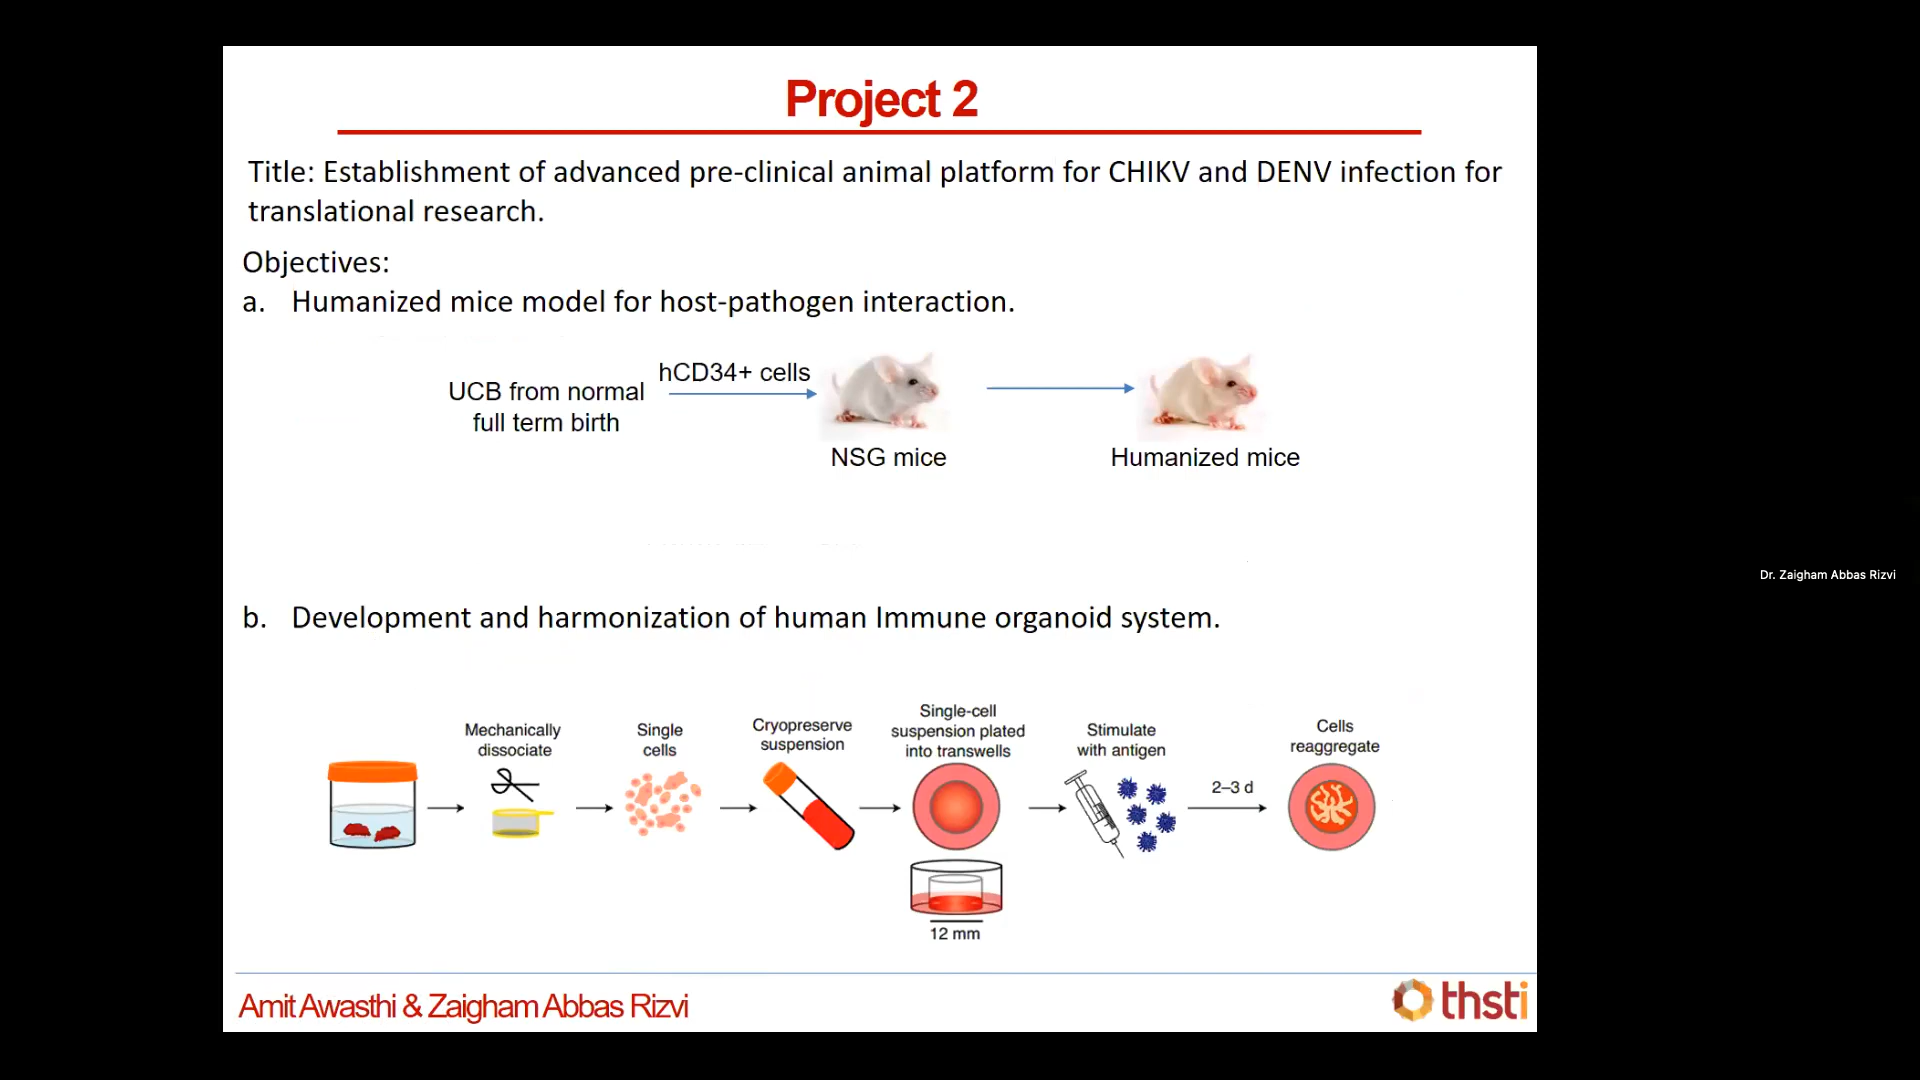 Project 2
Title: Establishment of advanced pre-clinical animal platform for CHIKV and DENV infection for
translational research.
Objectives:
a. Humanized mice model for host-pathogen interaction.
UCB from normal
full term birth
hCD34+ cells
NSG mice
Humanized mice
b. Development and harmonization of human Immune organoid system.
Mechanically
dissociate
Single
cells
Cryopreserve
suspension
Single-cell
suspension plated
into transwells
12 mm
Stimulate
with antigen
2–3 d
Cells
reaggregate
Amit Awasthi & Zaigham Abbas Rizvi
thsti
Dr. Zaigham Abbas Rizvi